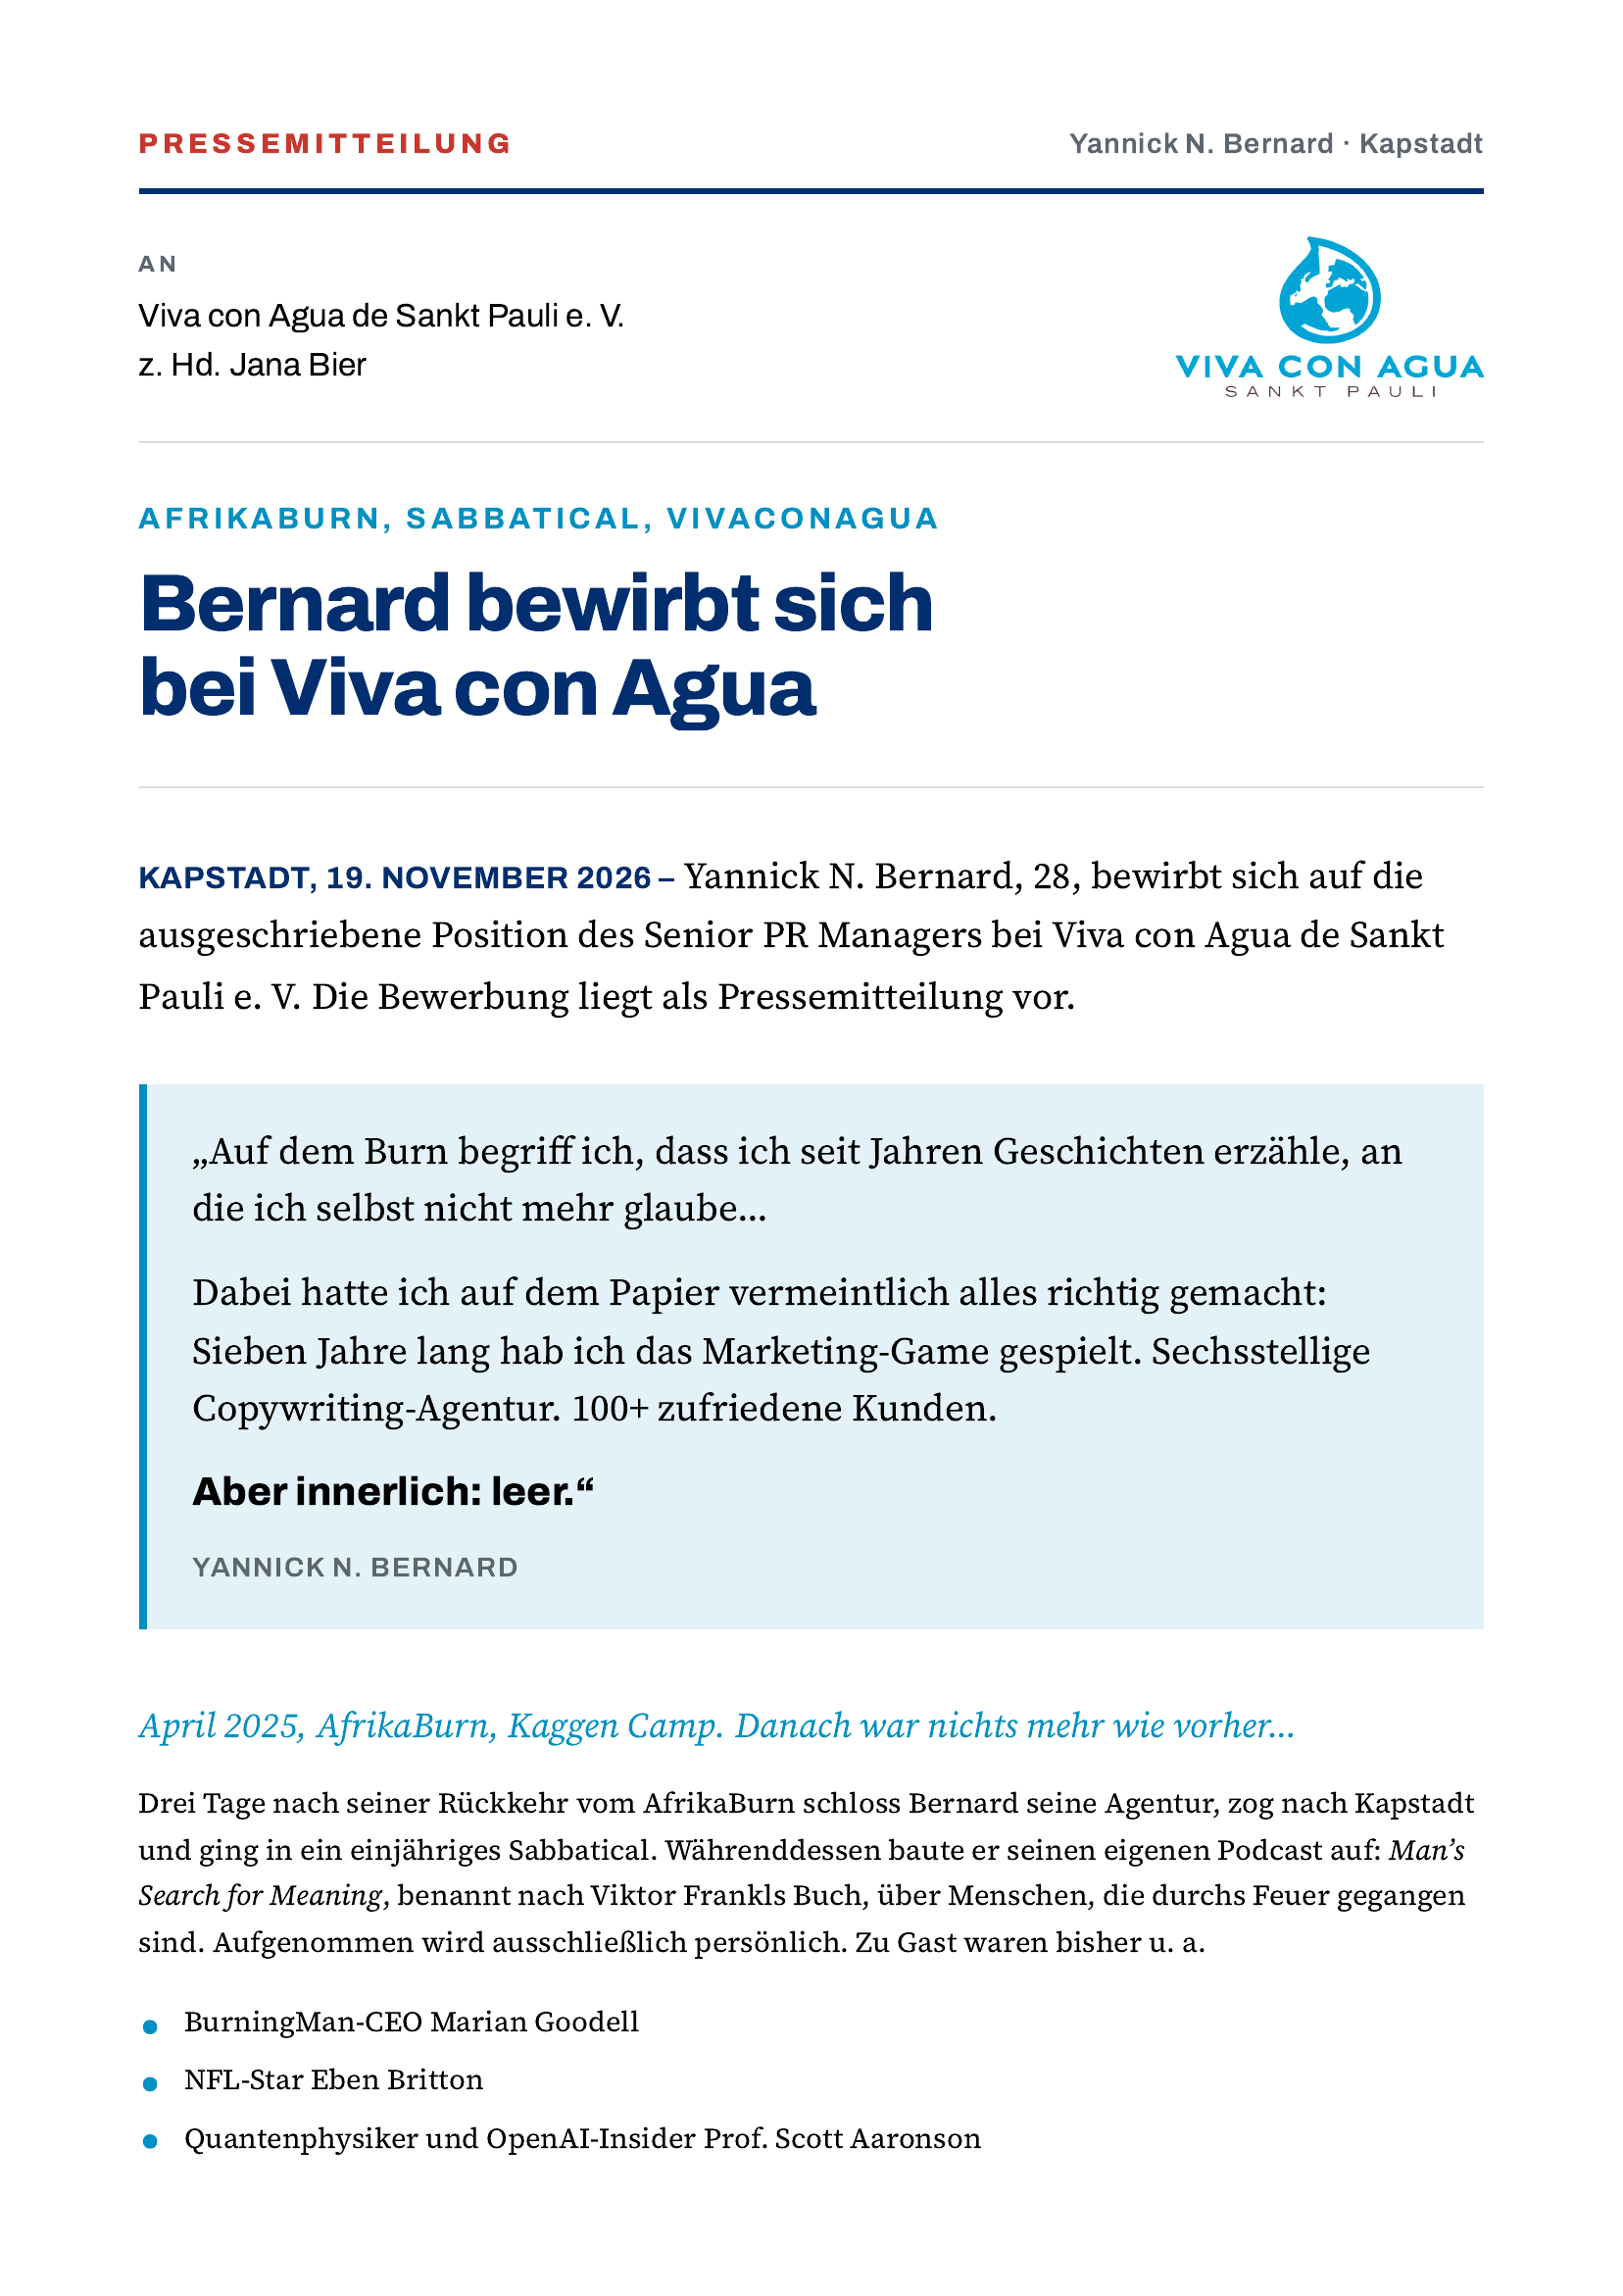 PRESSEMITTEILUNG
Yannick N. Bernard · Kapstadt
AN
Viva con Agua de Sankt Pauli e. V.
z. Hd. Jana Bier
VIVA CON AGUA
SANKT PAULI
AFRIKABURN, SABBATICAL, VIVACONAGUA
Bernard bewirbt sich
bei Viva con Agua
KAPSTADT, 19. NOVEMBER 2026 – Yannick N. Bernard, 28, bewirbt sich auf die
ausgeschriebene Position des Senior PR Managers bei Viva con Agua de Sankt
Pauli e. V. Die Bewerbung liegt als Pressemitteilung vor.
„Auf dem Burn begriff ich, dass ich seit Jahren Geschichten erzähle, an
die ich selbst nicht mehr glaube…
Dabei hatte ich auf dem Papier vermeintlich alles richtig gemacht:
Sieben Jahre lang hab ich das Marketing-Game gespielt. Sechsstellige
Copywriting-Agentur. 100+ zufriedene Kunden.
Aber innerlich: leer.“
YANNICK N. BERNARD
April 2025, AfrikaBurn, Kaggen Camp. Danach war nichts mehr wie vorher…
Drei Tage nach seiner Rückkehr vom AfrikaBurn schloss Bernard seine Agentur, zog nach Kapstadt
und ging in ein einjähriges Sabbatical. Währenddessen baute er seinen eigenen Podcast auf: Man’s
Search for Meaning, benannt nach Viktor Frankls Buch, über Menschen, die durchs Feuer gegangen
sind. Aufgenommen wird ausschließlich persönlich. Zu Gast waren bisher u. a.
● BurningMan-CEO Marian Goodell
● NFL-Star Eben Britton
● Quantenphysiker und OpenAI-Insider Prof. Scott Aaronson